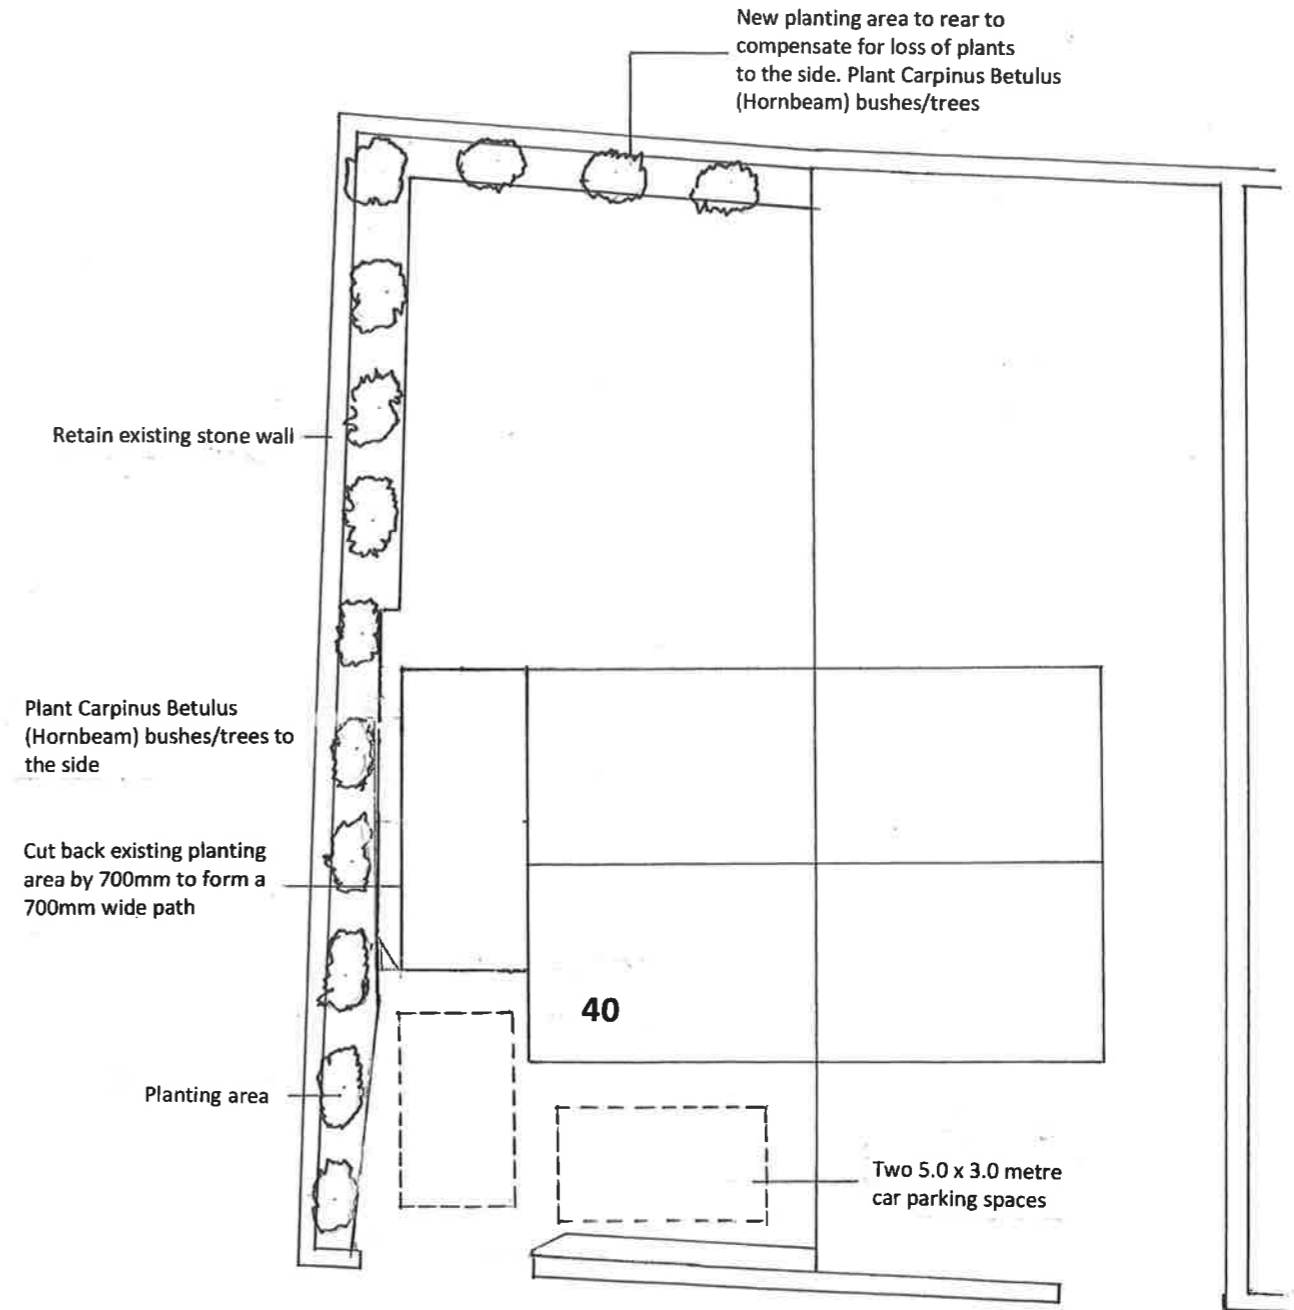 New planting area to rear to
compensate for loss of plants
to the side. Plant Carpinus Betulus
(Hornbeam) bushes/trees
Retain existing stone wall
Plant Carpinus Betulus
(Hornbeam) bushes/trees to
the side
Cut back existing planting
area by 700mm to form a
700mm wide path
40
Planting area
Two 5.0 x 3.0 metre
car parking spaces